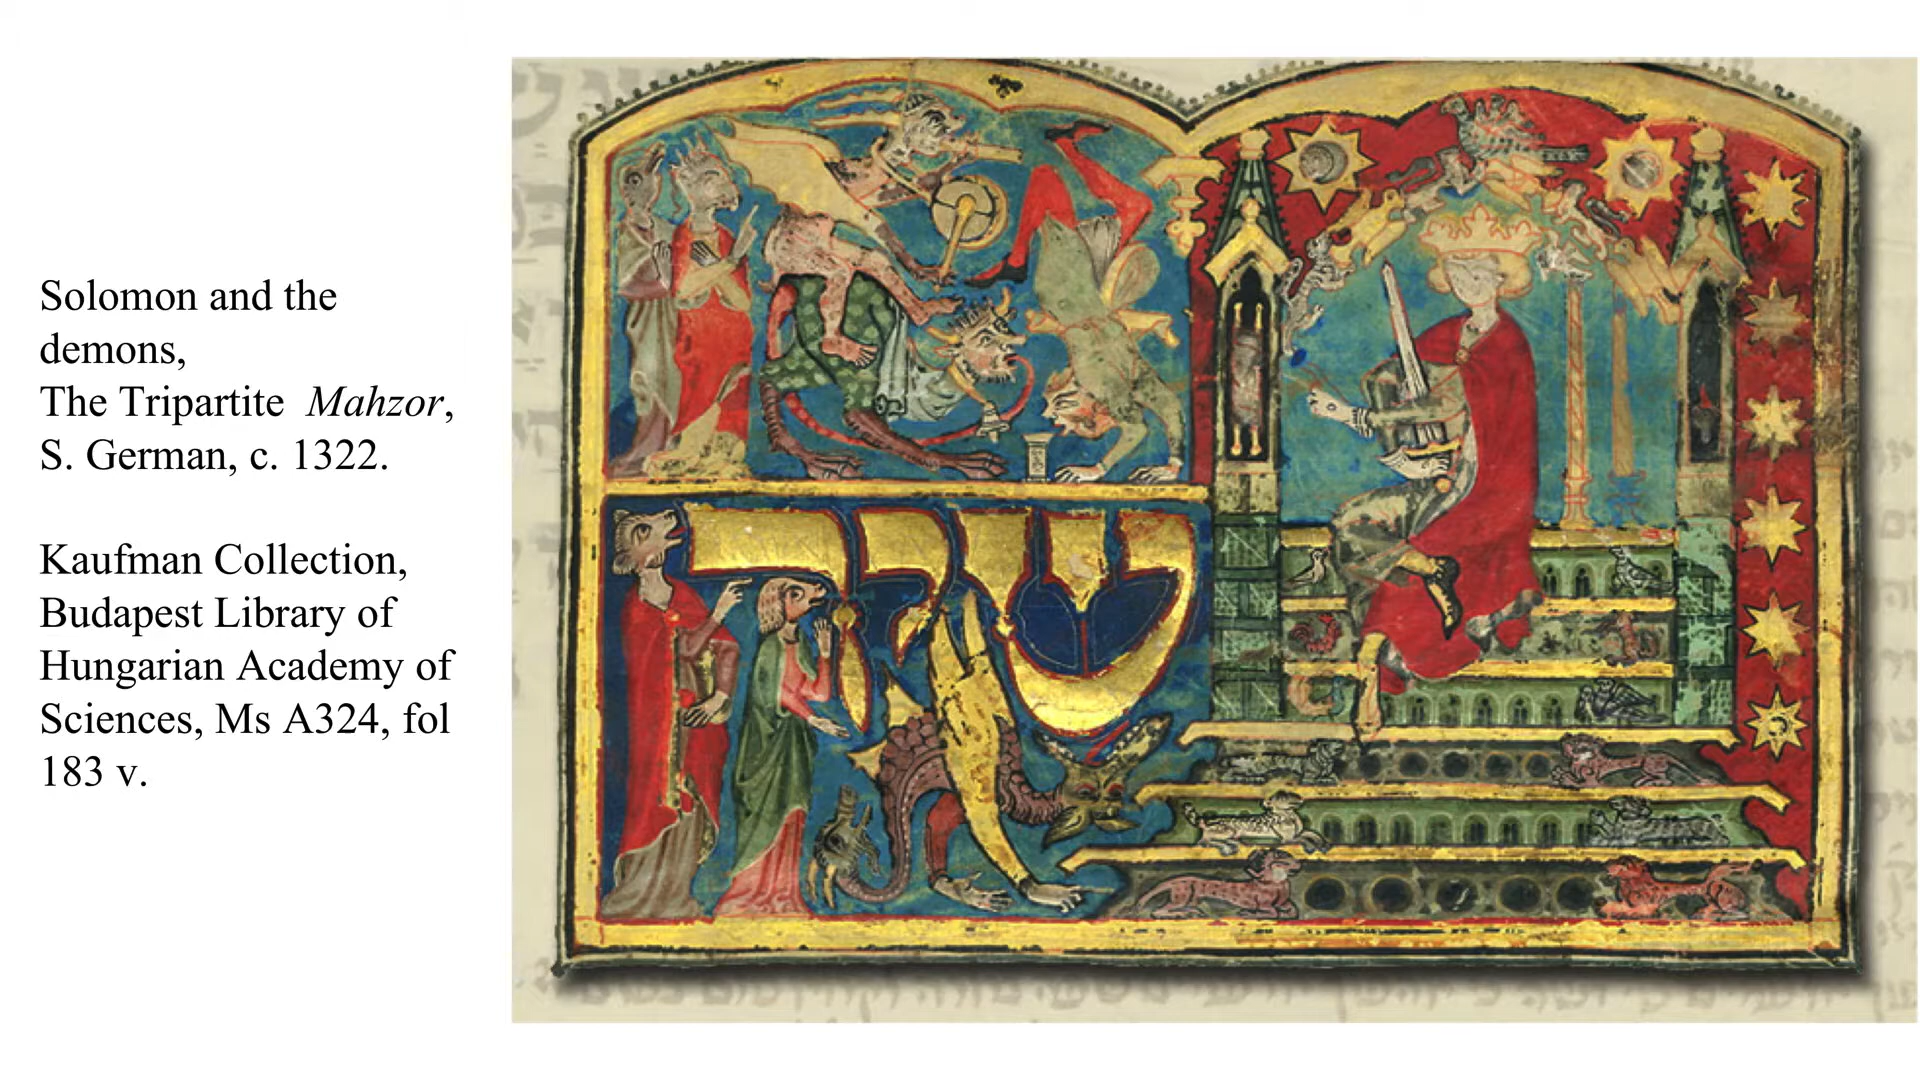 Solomon and the
demons,
The Tripartite Mahzor,
S. German, c. 1322.
Kaufman Collection,
Budapest Library of
Hungarian Academy of
Sciences, Ms A324, fol
183 v.
שיר